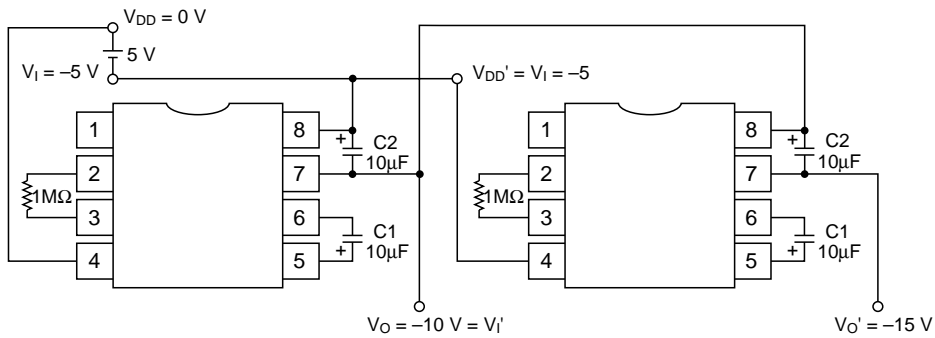 V_DD = 0 V
5 V
V_I = –5 V
V_DD' = V_I = –5
1
2
3
4
8
7
6
5
1MΩ
+
C2
10µF
C1
10µF
+
1
2
3
4
8
7
6
5
1MΩ
+
C2
10µF
C1
10µF
+
V_O = –10 V = V_I'
V_O' = –15 V